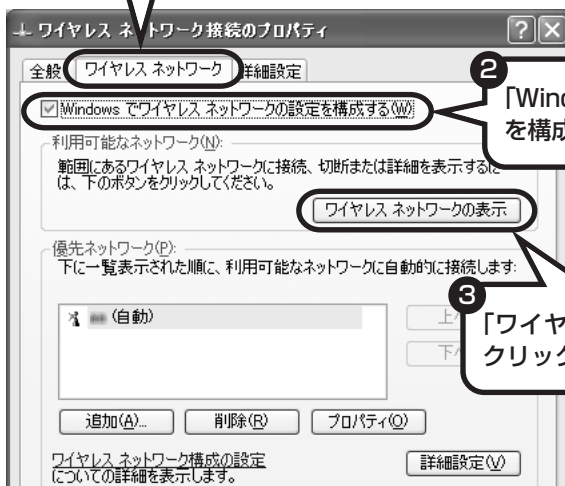 ワイヤレス ネットワーク接続のプロパティ
全般
ワイヤレス ネットワーク
詳細設定
Windows でワイヤレス ネットワークの設定を構成する(W)
2
「Wind
を構成
利用可能なネットワーク(N):
範囲にあるワイヤレス ネットワークに接続、切断または詳細を表示するに
は、下のボタンをクリックしてください。
ワイヤレス ネットワークの表示
優先ネットワーク(P):
下に一覧表示された順に、利用可能なネットワークに自動的に接続します:
(自動)
上へ
下へ
3
「ワイヤ
クリック
追加(A)...
削除(R)
プロパティ(O)
ワイヤレス ネットワーク構成の設定
についての詳細を表示します。
詳細設定(V)